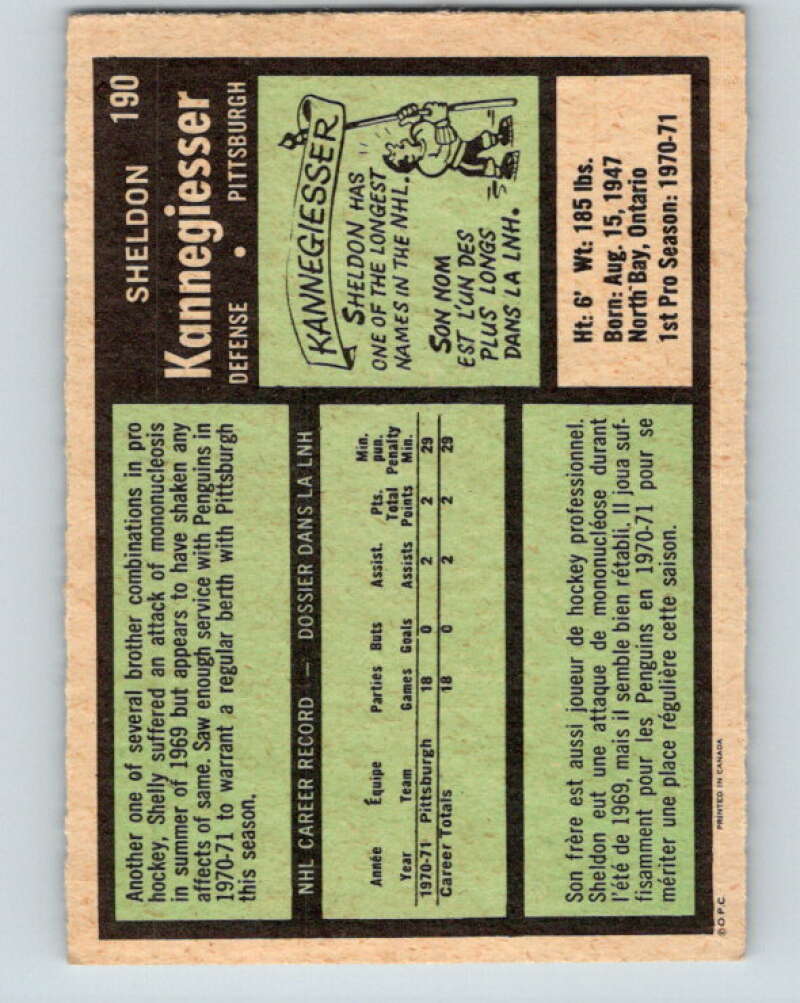 SHELDON 190
Kannegiesser
DEFENSE • PITTSBURGH
Another one of several brother combinations in pro
hockey, Shelly suffered an attack of mononucleosis
in summer of 1969 but appears to have shaken any
affects of same. Saw enough service with Penguins in
1970-71 to warrant a regular berth with Pittsburgh
this season.
KANNEGIESSER
SHELDON HAS
ONE OF THE LONGEST
NAMES IN THE NHL.
SON NOM
EST L'UN DES
PLUS LONGS
DANS LA LNH.
NHL CAREER RECORD — DOSSIER DANS LA LNH
Année Équipe Parties Buts Assist. Pts. Total Min. pun. Penalty
Year Team Games Goals Assists Points Min.
1970-71 Pittsburgh 18 0 2 2 29
Career Totals 18 0 2 2 29
Ht: 6' Wt: 185 lbs.
Born: Aug. 15, 1947
North Bay, Ontario
1st Pro Season: 1970-71
Son frère est aussi joueur de hockey professionnel.
Sheldon eut une attaque de mononucléose durant
l'été de 1969, mais il semble bien rétabli. Il joua suf-
fisamment pour les Penguins en 1970-71 pour se
mériter une place régulière cette saison.
© O.P.C. PRINTED IN CANADA